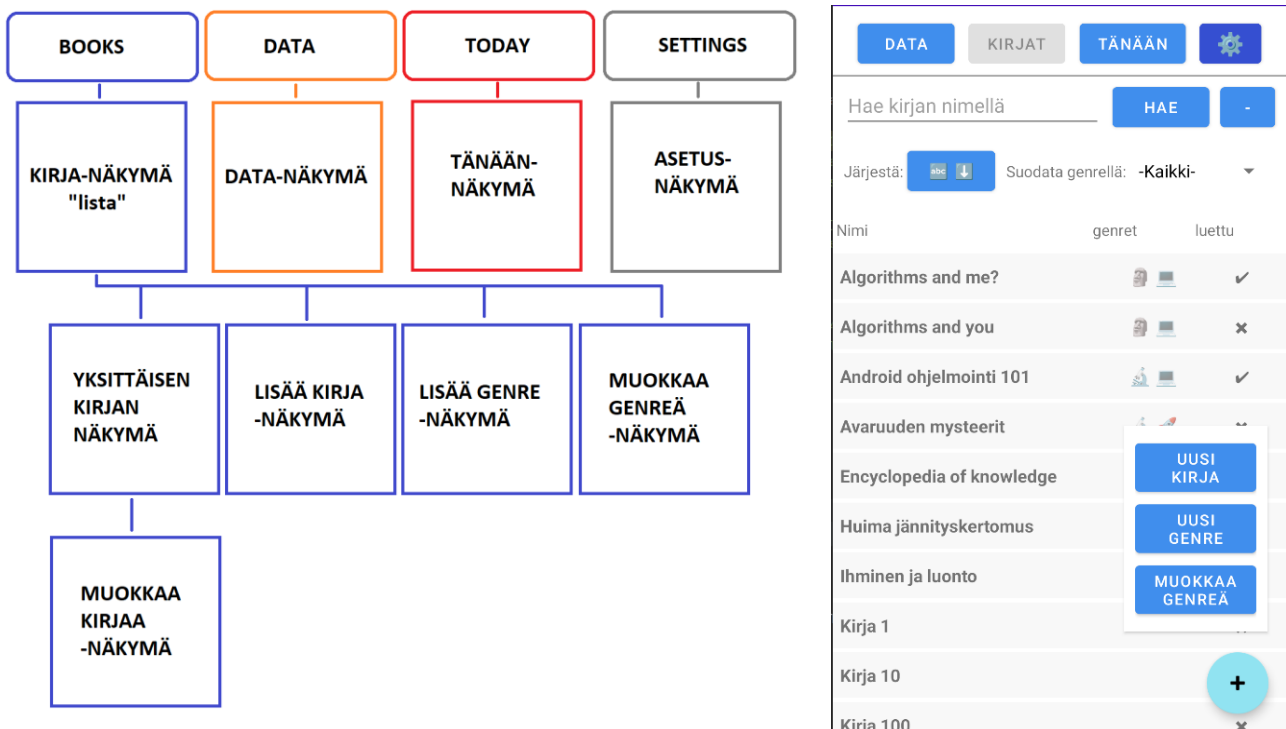 BOOKS
DATA
TODAY
SETTINGS
KIRJA-NÄKYMÄ
"lista"
DATA-NÄKYMÄ
TÄNÄÄN-
NÄKYMÄ
ASETUS-
NÄKYMÄ
YKSITTÄISEN
KIRJAN
NÄKYMÄ
LISÄÄ KIRJA
-NÄKYMÄ
LISÄÄ GENRE
-NÄKYMÄ
MUOKKAA
GENREÄ
-NÄKYMÄ
MUOKKAA
KIRJAA
-NÄKYMÄ
DATA
KIRJAT
TÄNÄÄN
Hae kirjan nimellä
HAE
-
Järjestä:
abc
Suodata genrellä:
-Kaikki-
Nimi
genret
luettu
Algorithms and me?
Algorithms and you
Android ohjelmointi 101
Avaruuden mysteerit
Encyclopedia of knowledge
Huima jännityskertomus
Ihminen ja luonto
Kirja 1
Kirja 10
Kirja 100
UUSI
KIRJA
UUSI
GENRE
MUOKKAA
GENREÄ
+